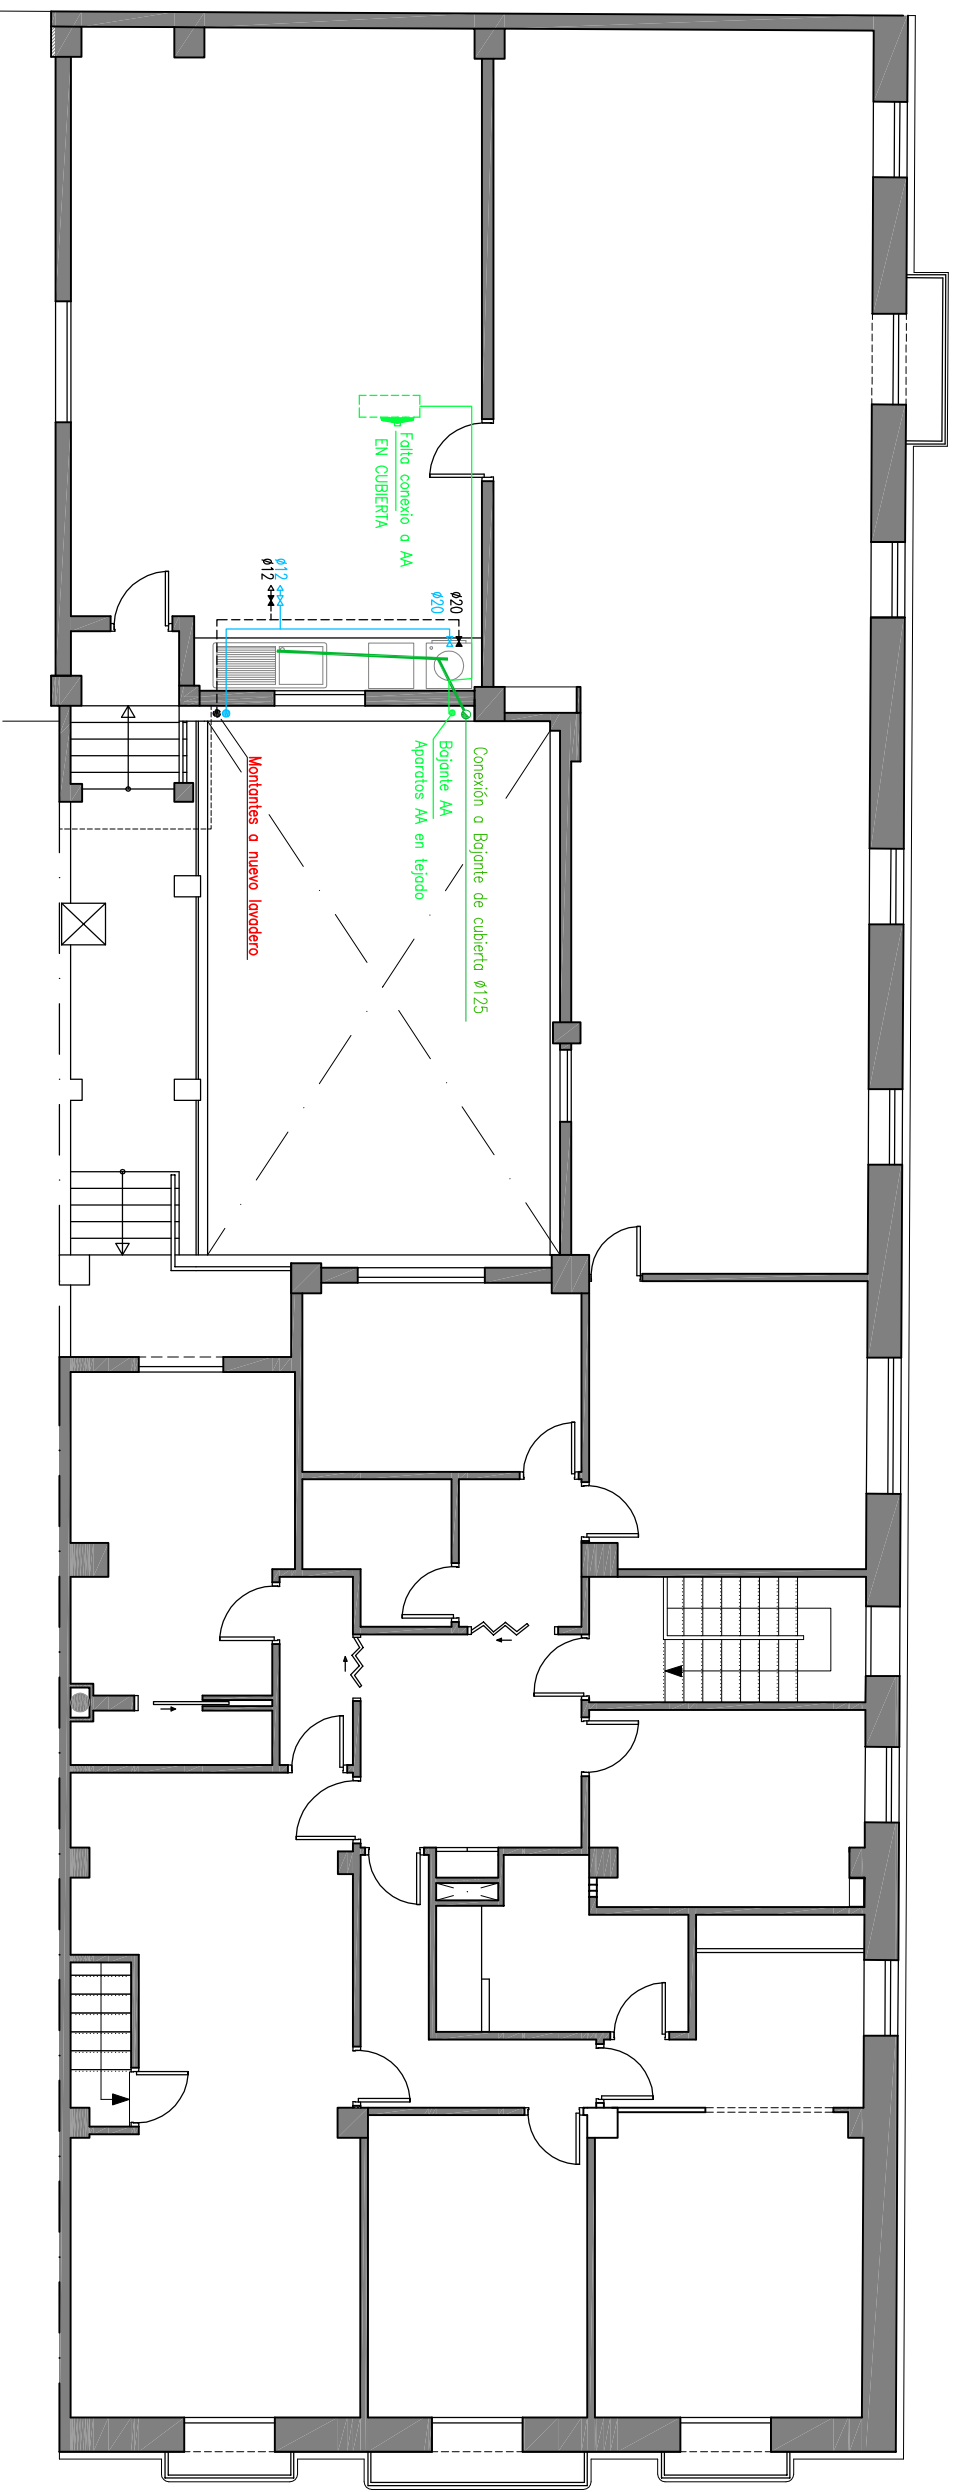 Falta conexio a AA
EN CUBIERTA
ø12
ø12
ø20
ø20
Conexión a Bajante de cubierta ø125
Bajante AA
Aparatos AA en tejado
Montantes a nuevo lavadero